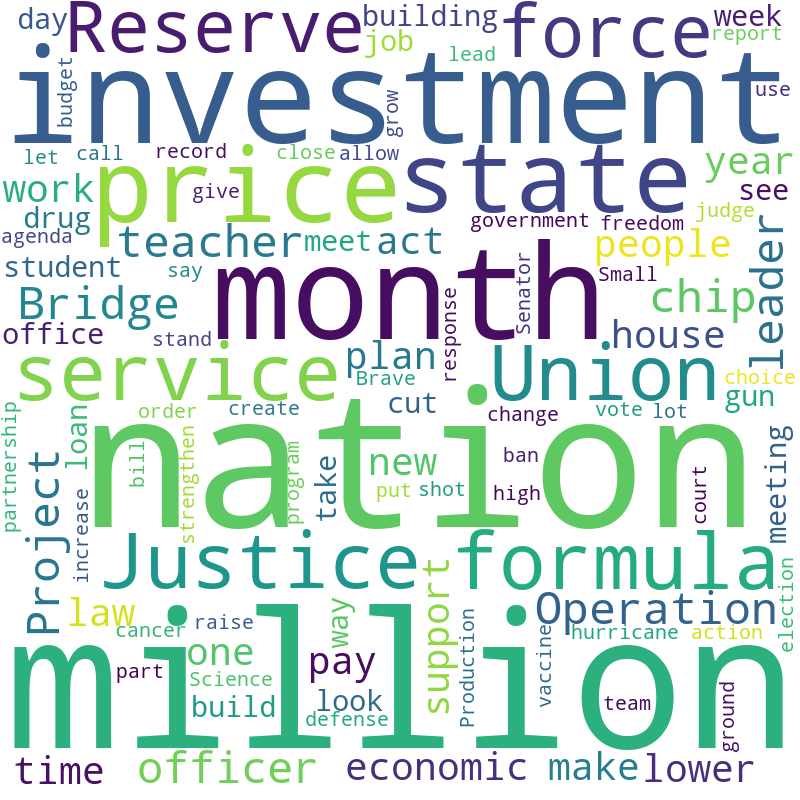 day
Reserve
building
force
week
job
lead
report
investment
budget
grow
use
let
call
record
close
allow
price
state
year
work
give
see
drug
government
freedom
judge
agenda
teacher
meet
act
people
leader
student
say
month
Senator
Small
chip
Bridge
response
office
stand
plan
house
service
Brave
Union
choice
cut
gun
partnership
loan
order
create
change
vote
lot
nation
bill
strengthen
program
new
take
ban
put
shot
high
court
meeting
Project
increase
Justice
formula
support
election
law
raise
way
Operation
cancer
Production
vaccine
hurricane
action
million
part
one
Science
pay
build
look
defense
team
ground
time
officer
economic
make
lower